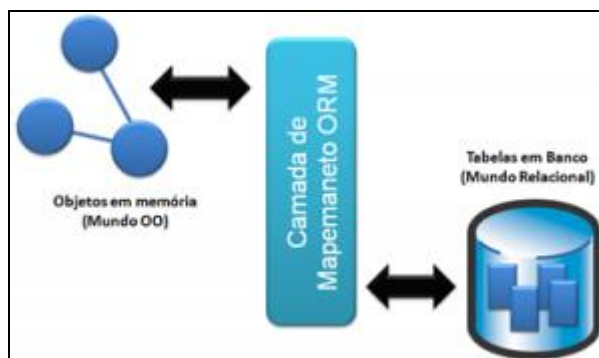 Objetos em memória
(Mundo OO)
Camada de
Mapemaneto ORM
Tabelas em Banco
(Mundo Relacional)